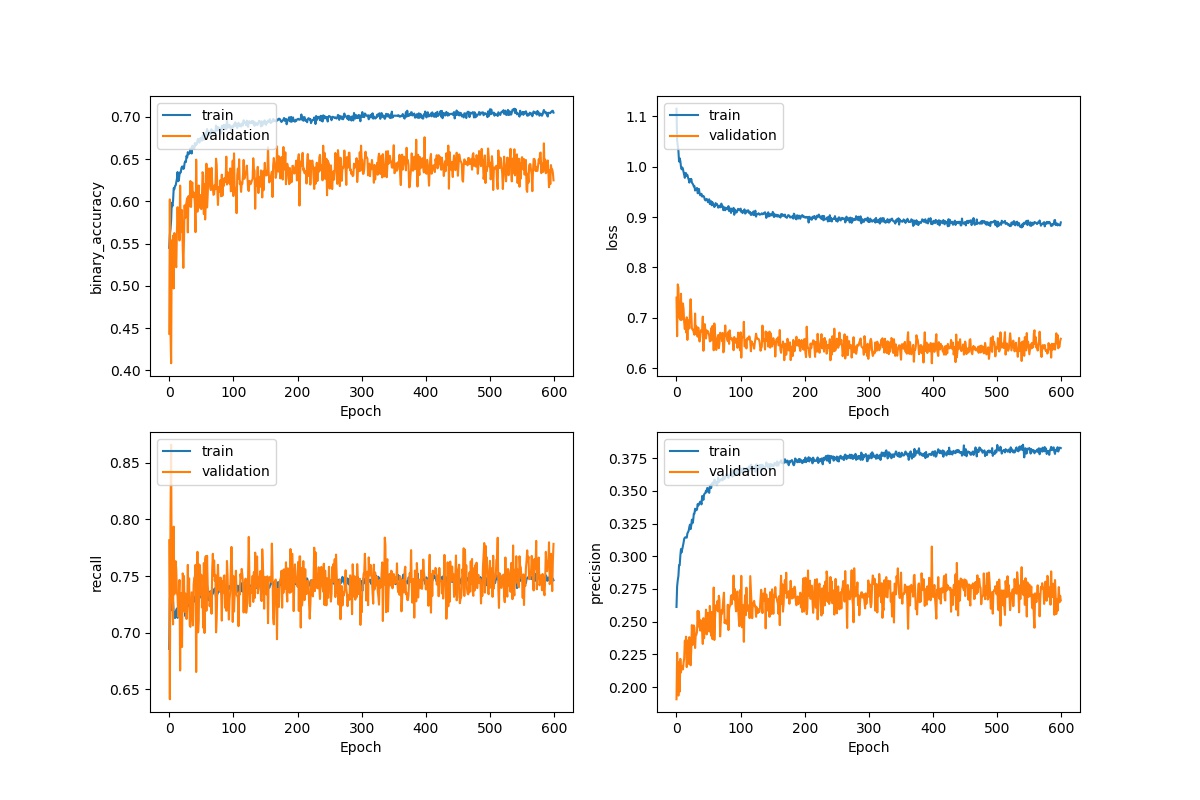 train
validation
0.70
0.65
0.60
0.55
0.50
0.45
0.40
binary_accuracy
0 100 200 300 400 500 600
Epoch
train
validation
1.1
1.0
0.9
0.8
0.7
0.6
loss
0 100 200 300 400 500 600
Epoch
train
validation
0.85
0.80
0.75
0.70
0.65
recall
0 100 200 300 400 500 600
Epoch
train
validation
0.375
0.350
0.325
0.300
0.275
0.250
0.225
0.200
precision
0 100 200 300 400 500 600
Epoch